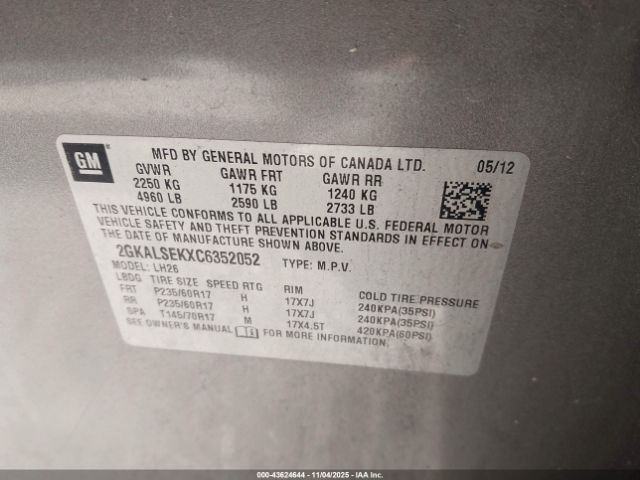 GM
MFD BY GENERAL MOTORS OF CANADA LTD. 05/12
GVWR GAWR FRT GAWR RR
2250 KG 1175 KG 1240 KG
4960 LB 2590 LB 2733 LB
THIS VEHICLE CONFORMS TO ALL APPLICABLE U.S. FEDERAL MOTOR
VEHICLE SAFETY AND THEFT PREVENTION STANDARDS IN EFFECT ON
THE DATE OF MANUFACTURE SHOWN ABOVE.
2GKALSEKXC6352052 TYPE: M.P.V.
MODEL: LH26
LBDG TIRE SIZE SPEED RTG RIM COLD TIRE PRESSURE
FRT P235/60R17 H 17X7J 240KPA(35PSI)
RR P235/60R17 H 17X7J 240KPA(35PSI)
SPA T145/70R17 M 17X4.5T 420KPA(60PSI)
SEE OWNER'S MANUAL FOR MORE INFORMATION.
000-43624644 - 11/04/2025 - IAA Inc.